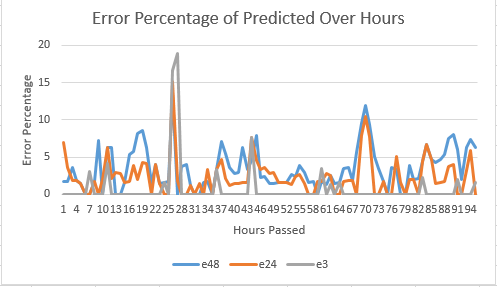 Error Percentage of Predicted Over Hours
20
15
10
5
0
Error Percentage
1 4 7 10 13 16 19 22 25 28 31 34 37 40 43 46 49 52 55 58 61 64 67 70 73 76 79 82 85 88 91 94
Hours Passed
e48 e24 e3